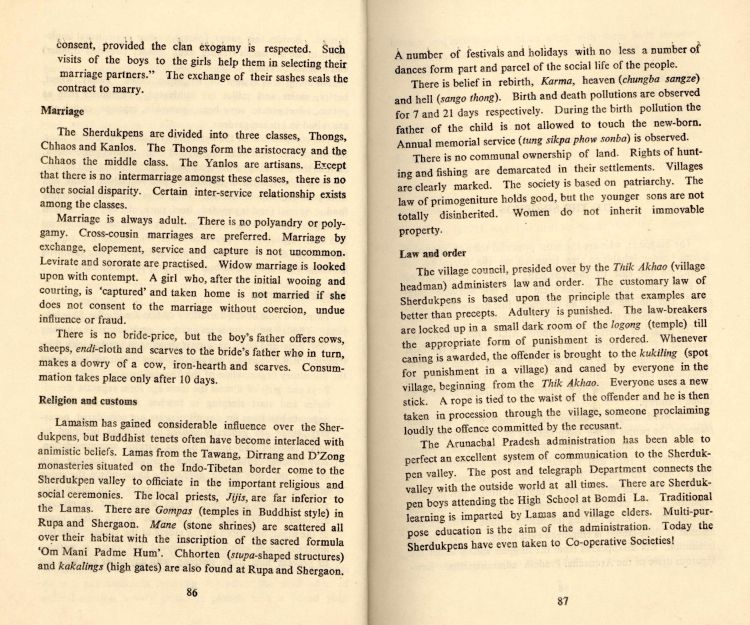 consent, provided the clan exogamy is respected. Such
visits of the boys to the girls help them in selecting their
marriage partners.” The exchange of their sashes seals the
contract to marry.
Marriage
The Sherdukpens are divided into three classes, Thongs,
Chhaos and Kanlos. The Thongs form the aristocracy and the
Chhaos the middle class. The Yanlos are artisans. Except
that there is no intermarriage amongst these classes, there is no
other social disparity. Certain inter-service relationship exists
among the classes.
Marriage is always adult. There is no polyandry or poly-
gamy. Cross-cousin marriages are preferred. Marriage by
exchange, elopement, service and capture is not uncommon.
Levirate and sororate are practised. Widow marriage is looked
upon with contempt. A girl who, after the initial wooing and
courting, is ‘captured’ and taken home is not married if she
does not consent to the marriage without coercion, undue
influence or fraud.
There is no bride-price, but the boy’s father offers cows,
sheeps, endi-cloth and scarves to the bride’s father who in turn,
makes a dowry of a cow, iron-hearth and scarves. Consum-
mation takes place only after 10 days.
Religion and customs
Lamaism has gained considerable influence over the Sher-
dukpens, but Buddhist tenets often have become interlaced with
animistic beliefs. Lamas from the Tawang, Dirrang and D’Zong
monasteries situated on the Indo-Tibetan border come to the
Sherdukpen valley to officiate in the important religious and
social ceremonies. The local priests, Jijis, are far inferior to
the Lamas. There are Gompas (temples in Buddhist style) in
Rupa and Shergaon. Mane (stone shrines) are scattered all
over their habitat with the inscription of the sacred formula
‘Om Mani Padme Hum’. Chhorten (stupa-shaped structures)
and kakalings (high gates) are also found at Rupa and Shergaon.
86
A number of festivals and holidays with no less a number of
dances form part and parcel of the social life of the people.
There is belief in rebirth, Karma, heaven (chungba sangze)
and hell (sango thong). Birth and death pollutions are observed
for 7 and 21 days respectively. During the birth pollution the
father of the child is not allowed to touch the new-born.
Annual memorial service (tung sikpa phow sonba) is observed.
There is no communal ownership of land. Rights of hunt-
ing and fishing are demarcated in their settlements. Villages
are clearly marked. The society is based on patriarchy. The
law of primogeniture holds good, but the younger sons are not
totally disinherited. Women do not inherit immovable
property.
Law and order
The village council, presided over by the Thik Akhao (village
headman) administers law and order. The customary law of
Sherdukpens is based upon the principle that examples are
better than precepts. Adultery is punished. The law-breakers
are locked up in a small dark room of the logong (temple) till
the appropriate form of punishment is ordered. Whenever
caning is awarded, the offender is brought to the kukiling (spot
for punishment in a village) and caned by everyone in the
village, beginning from the Thik Akhao. Everyone uses a new
stick. A rope is tied to the waist of the offender and he is then
taken in procession through the village, someone proclaiming
loudly the offence committed by the recusant.
The Arunachal Pradesh administration has been able to
perfect an excellent system of communication to the Sherduk-
pen valley. The post and telegraph Department connects the
valley with the outside world at all times. There are Sherduk-
pen boys attending the High School at Bomdi La. Traditional
learning is imparted by Lamas and village elders. Multi-pur-
pose education is the aim of the administration. Today the
Sherdukpens have even taken to Co-operative Societies!
87